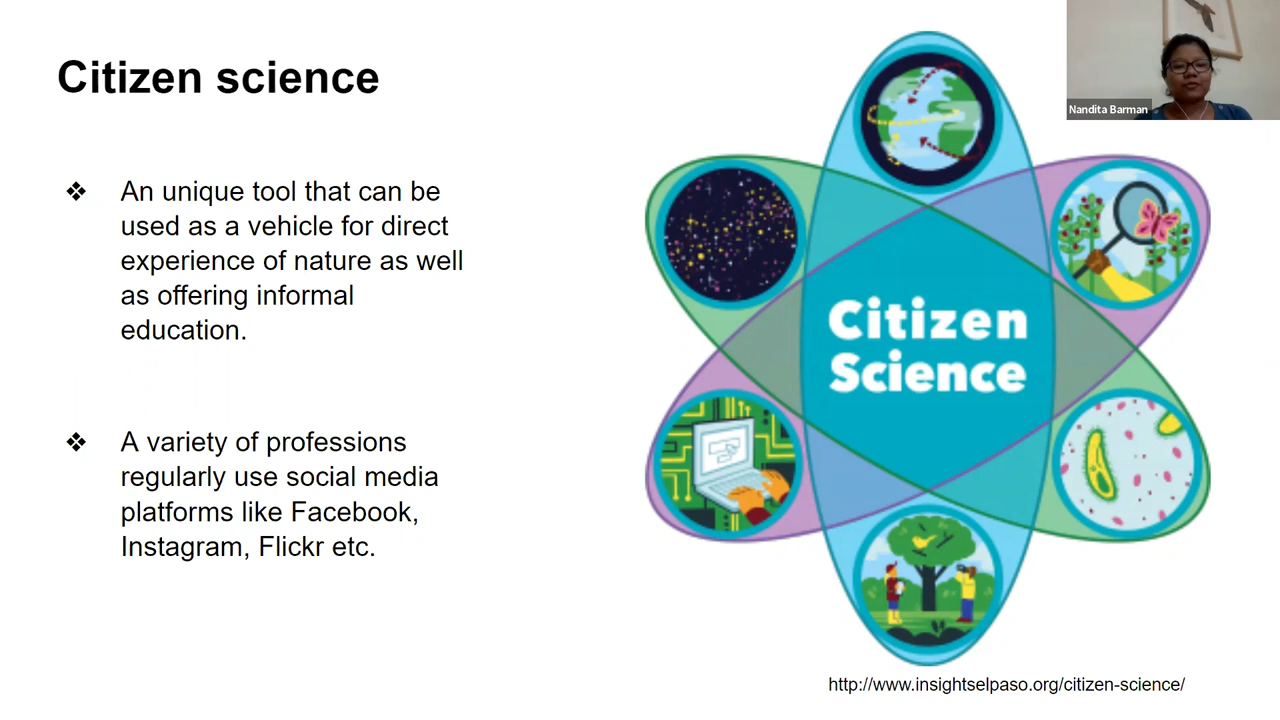 Citizen science
❖ An unique tool that can be
used as a vehicle for direct
experience of nature as well
as offering informal
education.
❖ A variety of professions
regularly use social media
platforms like Facebook,
Instagram, Flickr etc.
Citizen
Science
Nandita Barman
http://www.insightselpaso.org/citizen-science/